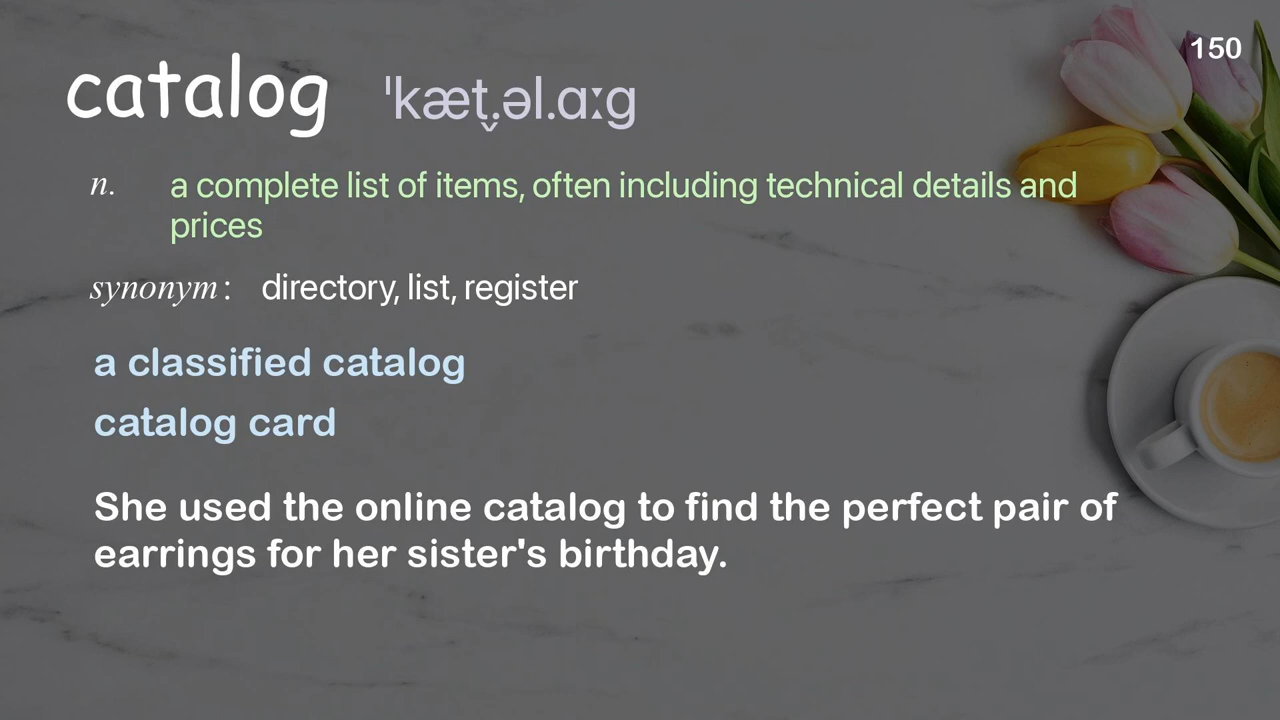 150
catalog ˈkæt̬.əl.ɑːg
n. a complete list of items, often including technical details and
prices
synonym: directory, list, register
a classified catalog
catalog card
She used the online catalog to find the perfect pair of
earrings for her sister's birthday.